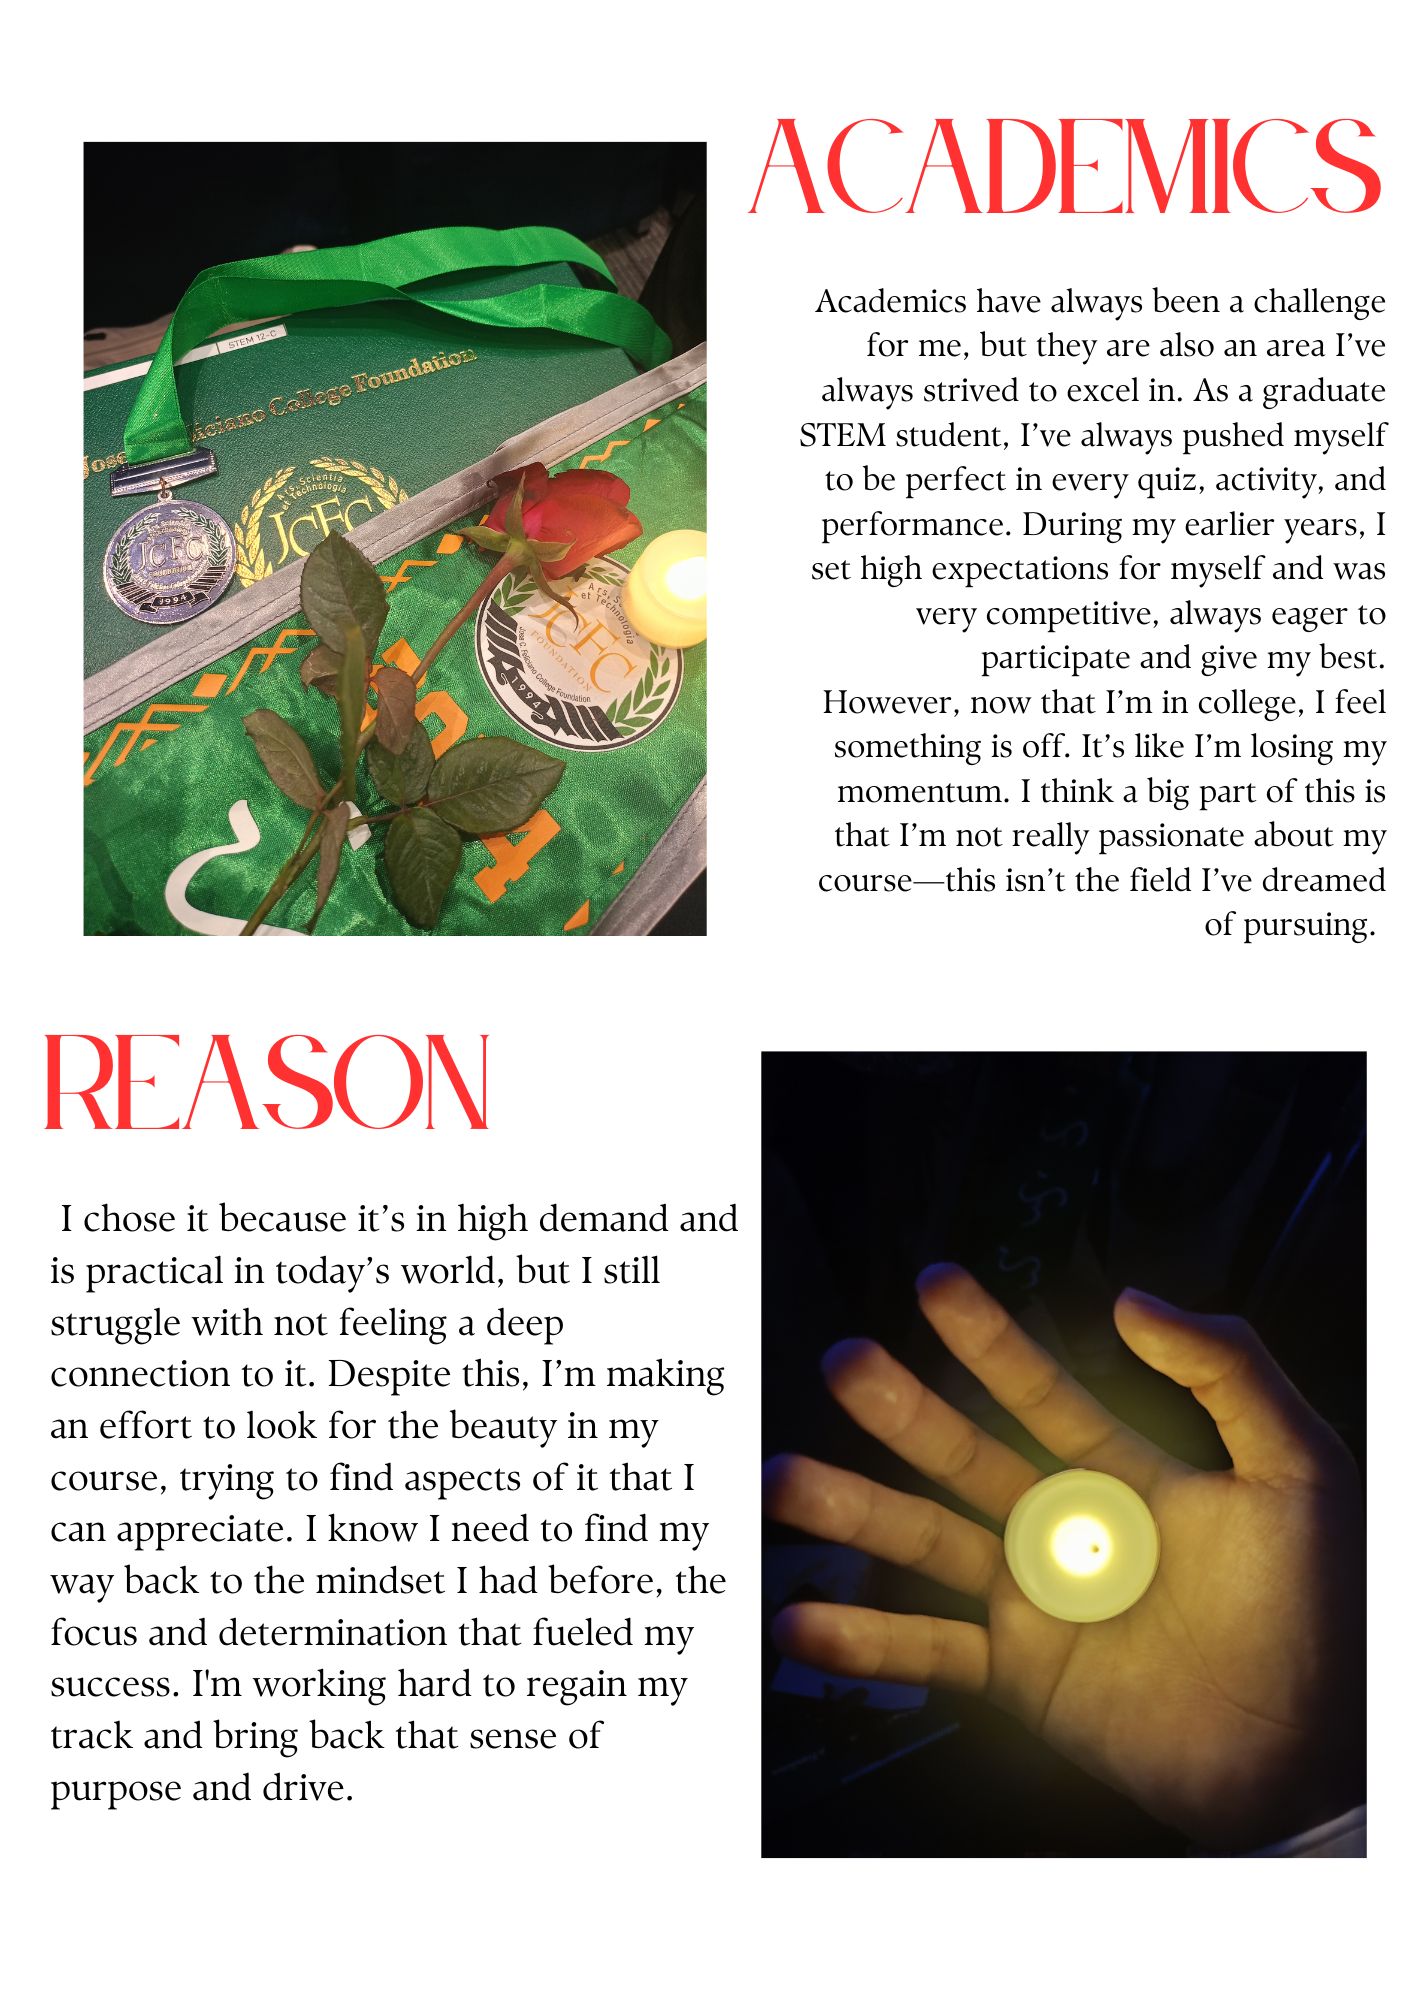 ACADEMICS
Academics have always been a challenge
for me, but they are also an area I’ve
always strived to excel in. As a graduate
STEM student, I’ve always pushed myself
to be perfect in every quiz, activity, and
performance. During my earlier years, I
set high expectations for myself and was
very competitive, always eager to
participate and give my best.
However, now that I’m in college, I feel
something is off. It’s like I’m losing my
momentum. I think a big part of this is
that I’m not really passionate about my
course—this isn’t the field I’ve dreamed
of pursuing.
STEM 12-C
College Foundation
Ars, Scientia
et Technologia
JCFC
JCFC
1994
JCFC
FOUNDATION
Jose C. Feliciano College Foundation
1994
REASON
I chose it because it’s in high demand and
is practical in today’s world, but I still
struggle with not feeling a deep
connection to it. Despite this, I’m making
an effort to look for the beauty in my
course, trying to find aspects of it that I
can appreciate. I know I need to find my
way back to the mindset I had before, the
focus and determination that fueled my
success. I'm working hard to regain my
track and bring back that sense of
purpose and drive.